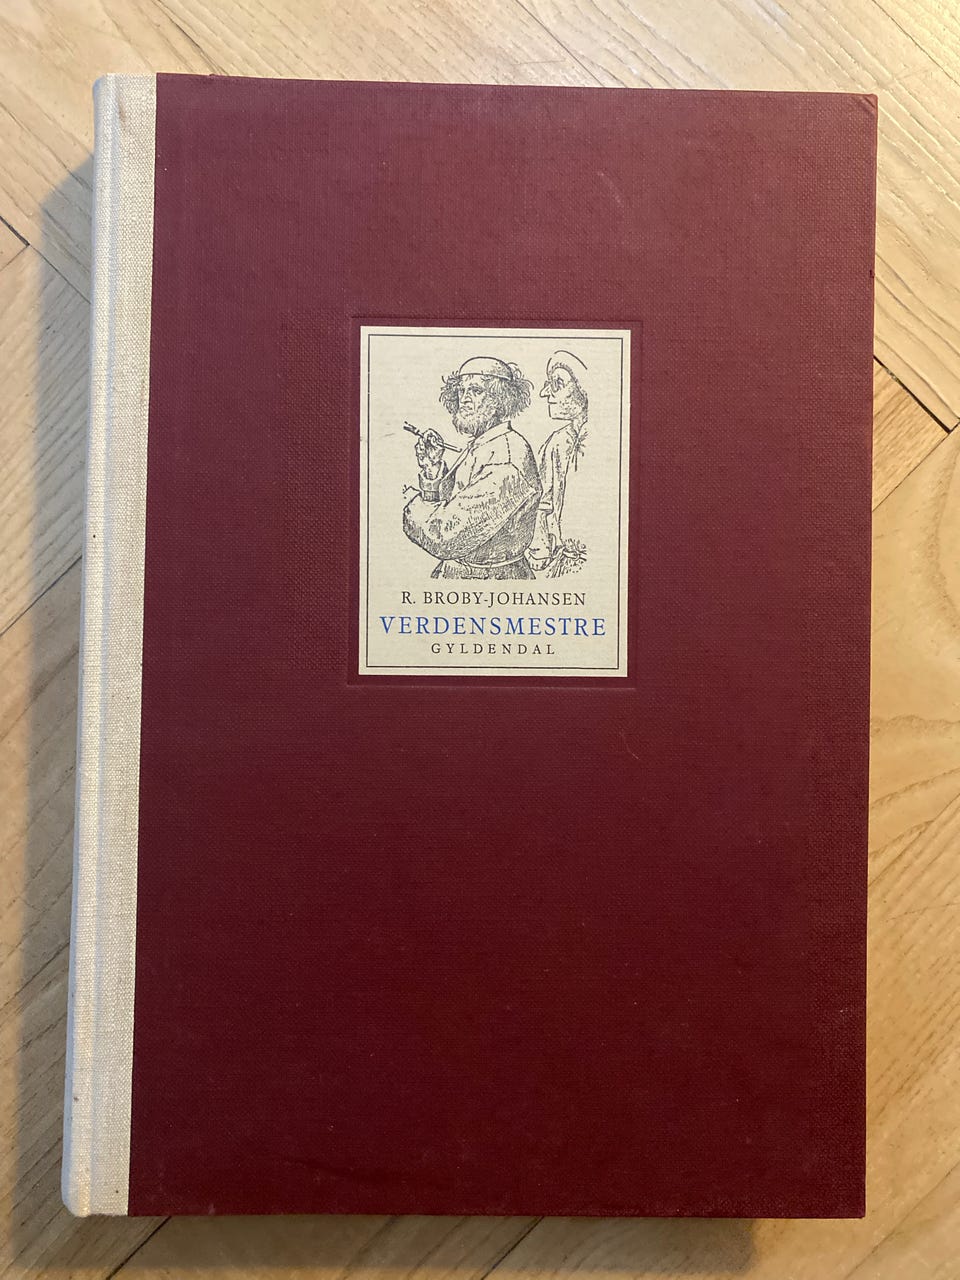 R. BROBY-JOHANSEN
VERDENSMESTRE
GYLDENDAL